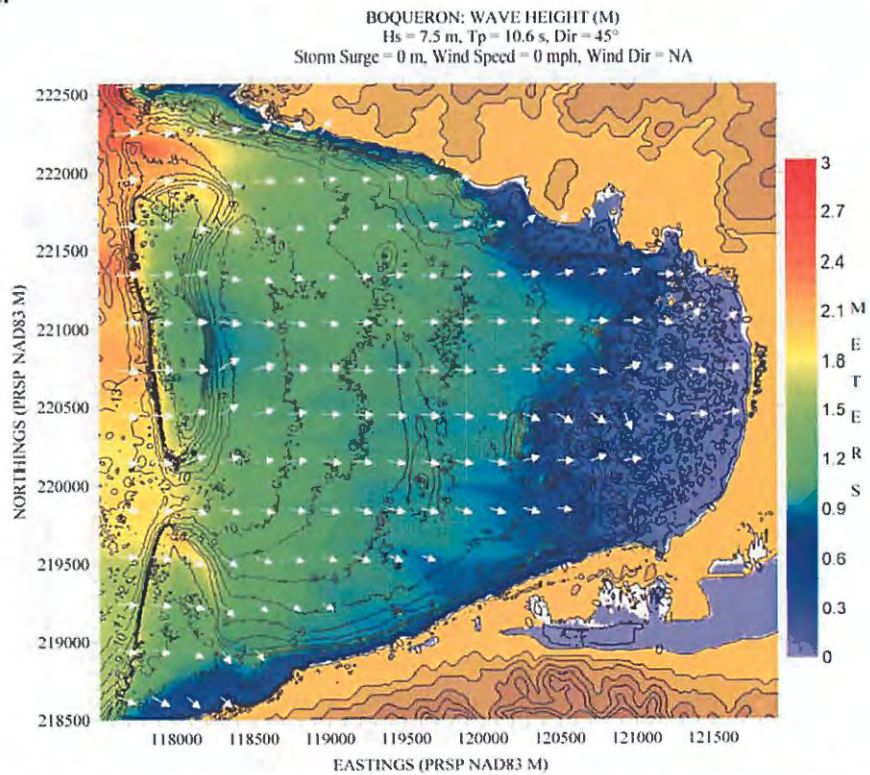 BOQUERON: WAVE HEIGHT (M)
Hs = 7.5 m, Tp = 10.6 s, Dir = 45°
Storm Surge = 0 m, Wind Speed = 0 mph, Wind Dir = NA
222500
222000
221500
221000
220500
220000
219500
219000
218500
NORTHINGS (PRSP NAD83 M)
118000 118500 119000 119500 120000 120500 121000 121500
EASTINGS (PRSP NAD83 M)
3
2.7
2.4
2.1
1.8
1.5
1.2
0.9
0.6
0.3
0
METERS